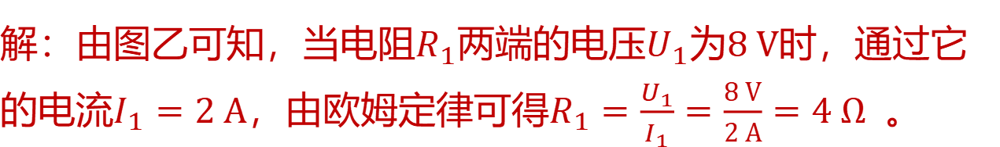 解：由图乙可知，当电阻𝑅₁两端的电压𝑈₁为8 V时，通过它
的电流𝐼₁ = 2 A，由欧姆定律可得𝑅₁ = 𝑈₁/𝐼₁ = 8 V/2 A = 4 Ω 。